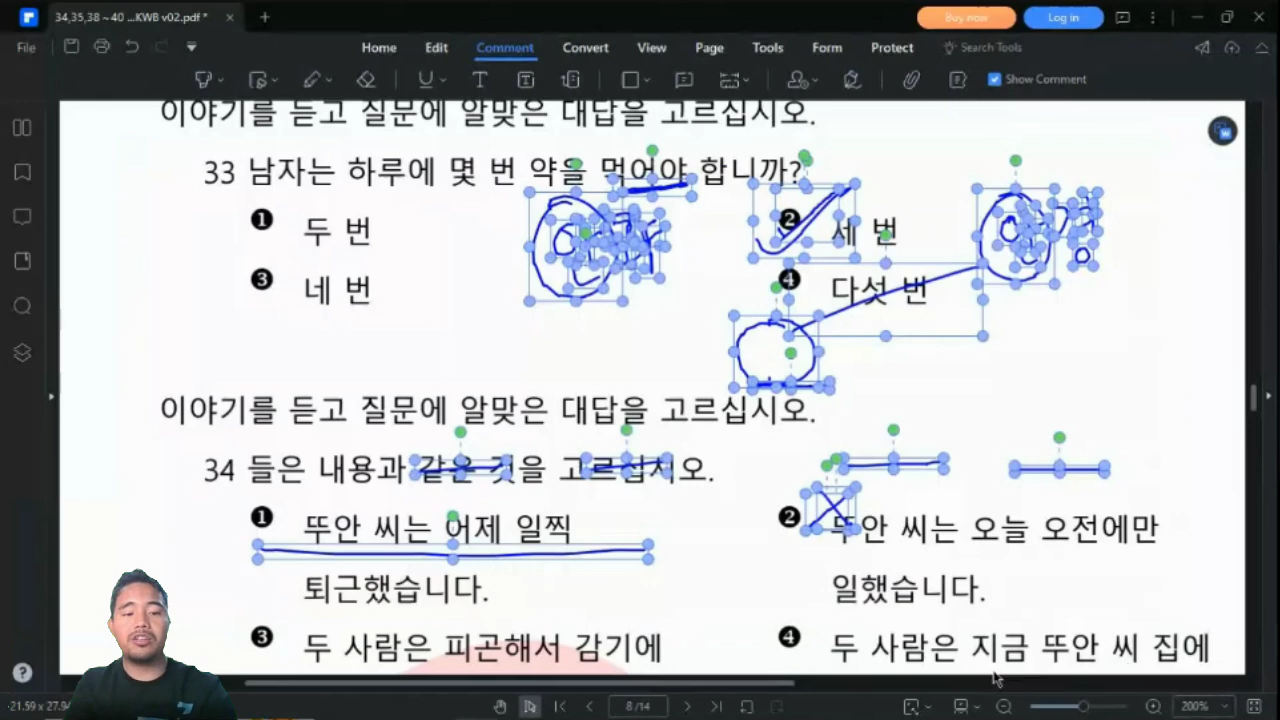 34,35,38 ~ 40 ...KWB v02.pdf *
Buy now
Log in
File
Home Edit Comment Convert View Page Tools Form Protect Search Tools
Show Comment
이야기를 듣고 질문에 알맞은 대답을 고르십시오.
33 남자는 하루에 몇 번 약을 먹어야 합니까?
❶ 두 번
❷ 세 번
❸ 네 번
❹ 다섯 번
이야기를 듣고 질문에 알맞은 대답을 고르십시오.
34 들은 내용과 같은 것을 고르십시오.
❶ 뚜안 씨는 어제 일찍
퇴근했습니다.
❷ 뚜안 씨는 오늘 오전에만
일했습니다.
❸ 두 사람은 피곤해서 감기에
❹ 두 사람은 지금 뚜안 씨 집에
8 /14
200%